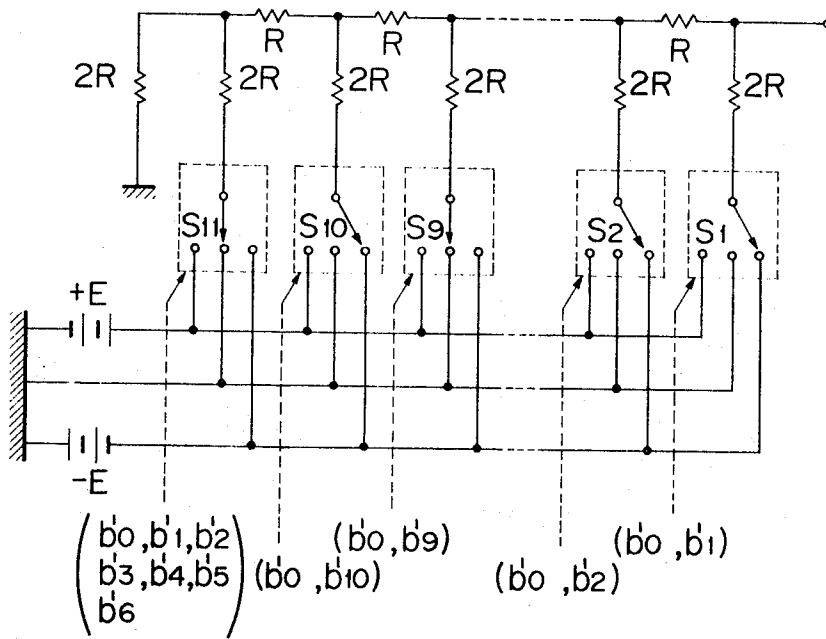 R R R
2R 2R 2R 2R 2R 2R
S11 S10 S9 S2 S1
+E
-E
(b'0, b'1, b'2
b'3, b'4, b'5
b'6)
(b'0, b'10)
(b'0, b'9)
(b'0, b'2)
(b'0, b'1)